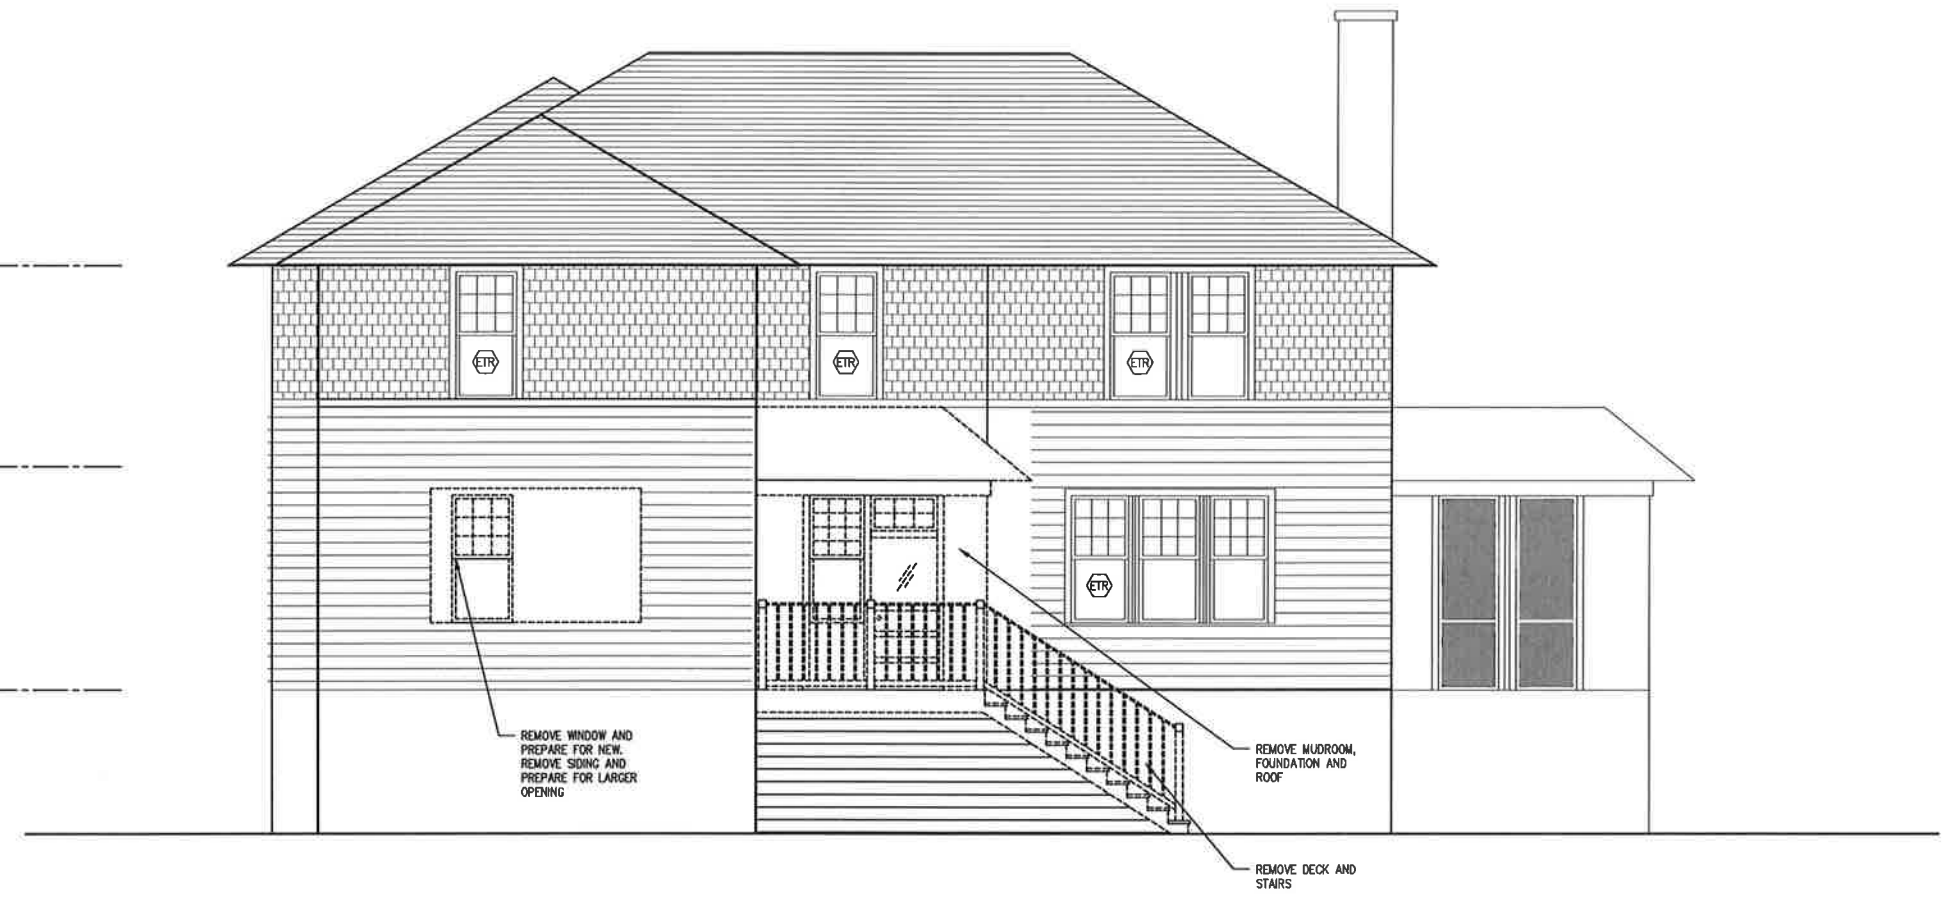 ETR
ETR
ETR
ETR
REMOVE WINDOW AND
PREPARE FOR NEW.
REMOVE SIDING AND
PREPARE FOR LARGER
OPENING
REMOVE MUDROOM,
FOUNDATION AND
ROOF
REMOVE DECK AND
STAIRS